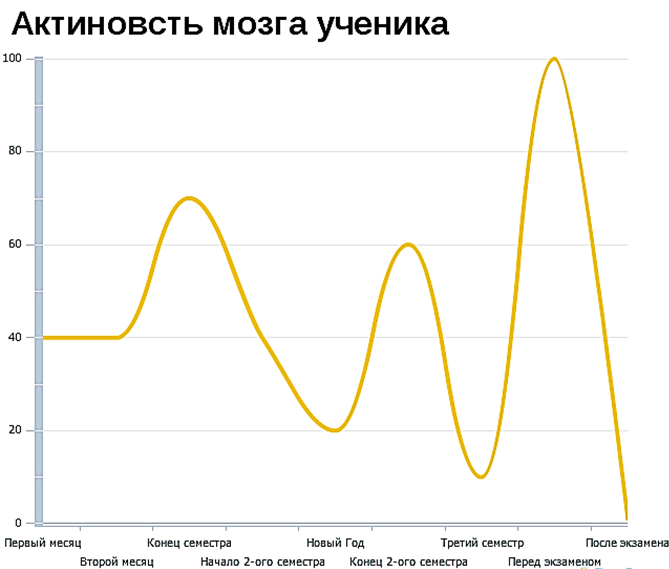 Актиновсть мозга ученика
100
80
60
40
20
0
Первый месяц
Второй месяц
Конец семестра
Начало 2-ого семестра
Новый Год
Конец 2-ого семестра
Третий семестр
Перед экзаменом
После экзамена